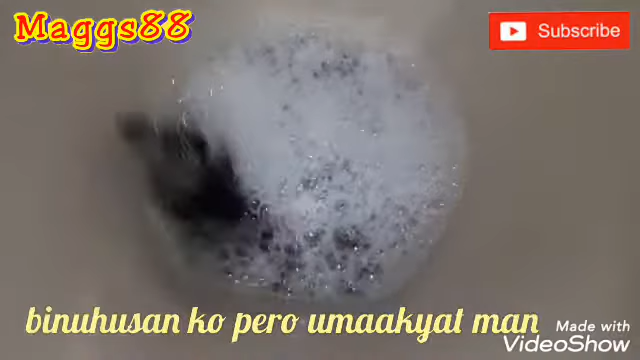 Maggs88
Subscribe
binuhusan ko pero umaakyat man
Made with
VideoShow